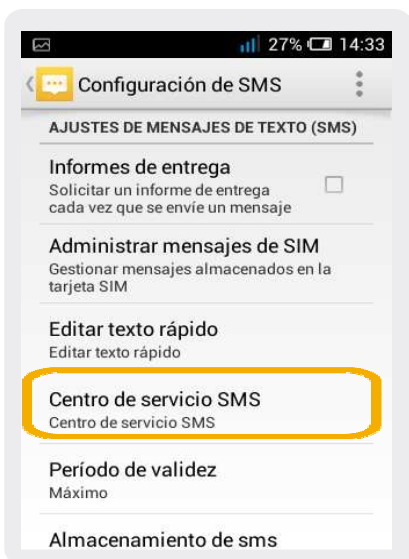 27% 14:33
Configuración de SMS
AJUSTES DE MENSAJES DE TEXTO (SMS)
Informes de entrega
Solicitar un informe de entrega
cada vez que se envíe un mensaje
Administrar mensajes de SIM
Gestionar mensajes almacenados en la
tarjeta SIM
Editar texto rápido
Editar texto rápido
Centro de servicio SMS
Centro de servicio SMS
Período de validez
Máximo
Almacenamiento de sms